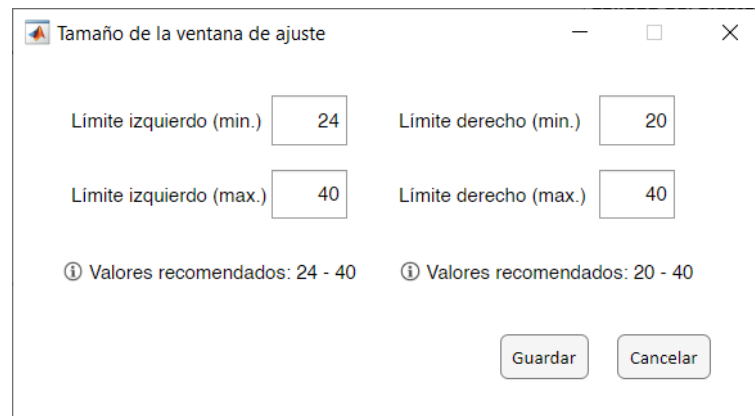 Tamaño de la ventana de ajuste
Límite izquierdo (min.) 24 Límite derecho (min.) 20
Límite izquierdo (max.) 40 Límite derecho (max.) 40
Valores recomendados: 24 - 40 Valores recomendados: 20 - 40
Guardar Cancelar